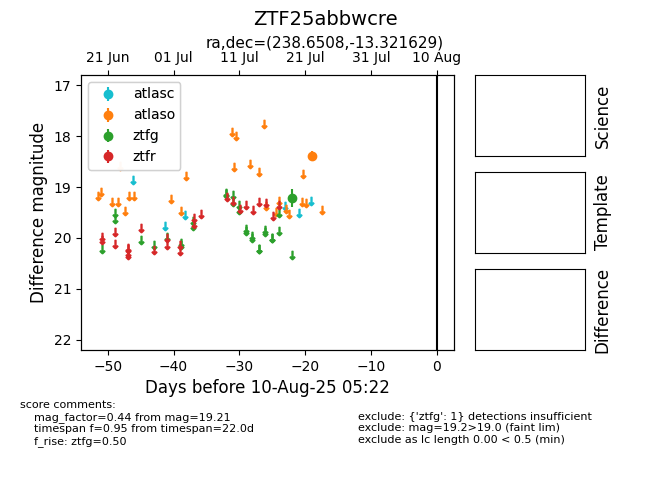 ZTF25abbwcre
ra,dec=(238.6508,-13.321629)
21 Jun 01 Jul 11 Jul 21 Jul 31 Jul 10 Aug
atlasc
atlaso
ztfg
ztfr
17
18
19
20
21
22
Difference magnitude
−50 −40 −30 −20 −10 0
Days before 10-Aug-25 05:22
Science
Template
Difference
score comments:
mag_factor=0.44 from mag=19.21
timespan f=0.95 from timespan=22.0d
f_rise: ztfg=0.50
exclude: {'ztfg': 1} detections insufficient
exclude: mag=19.2>19.0 (faint lim)
exclude as lc length 0.00 < 0.5 (min)